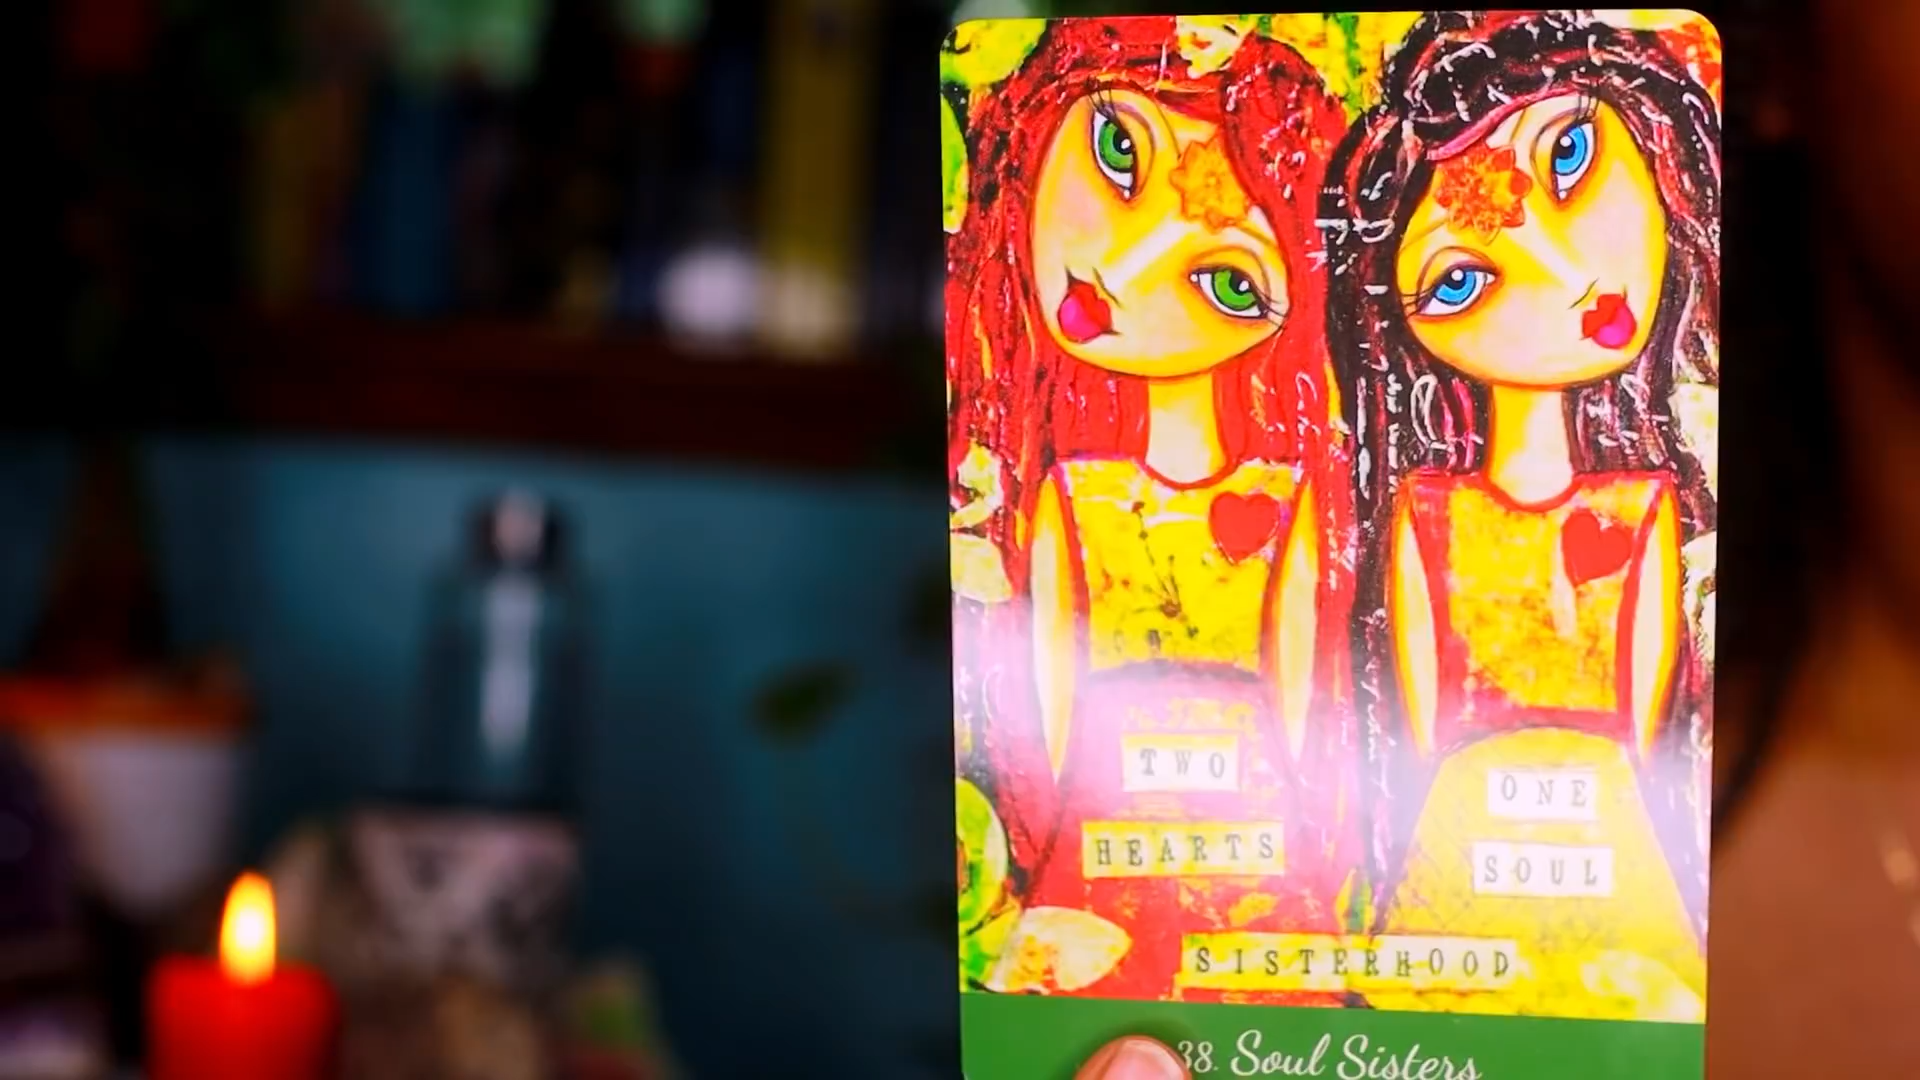 TWO
HEARTS
ONE
SOUL
SISTERHOOD
38. Soul Sisters